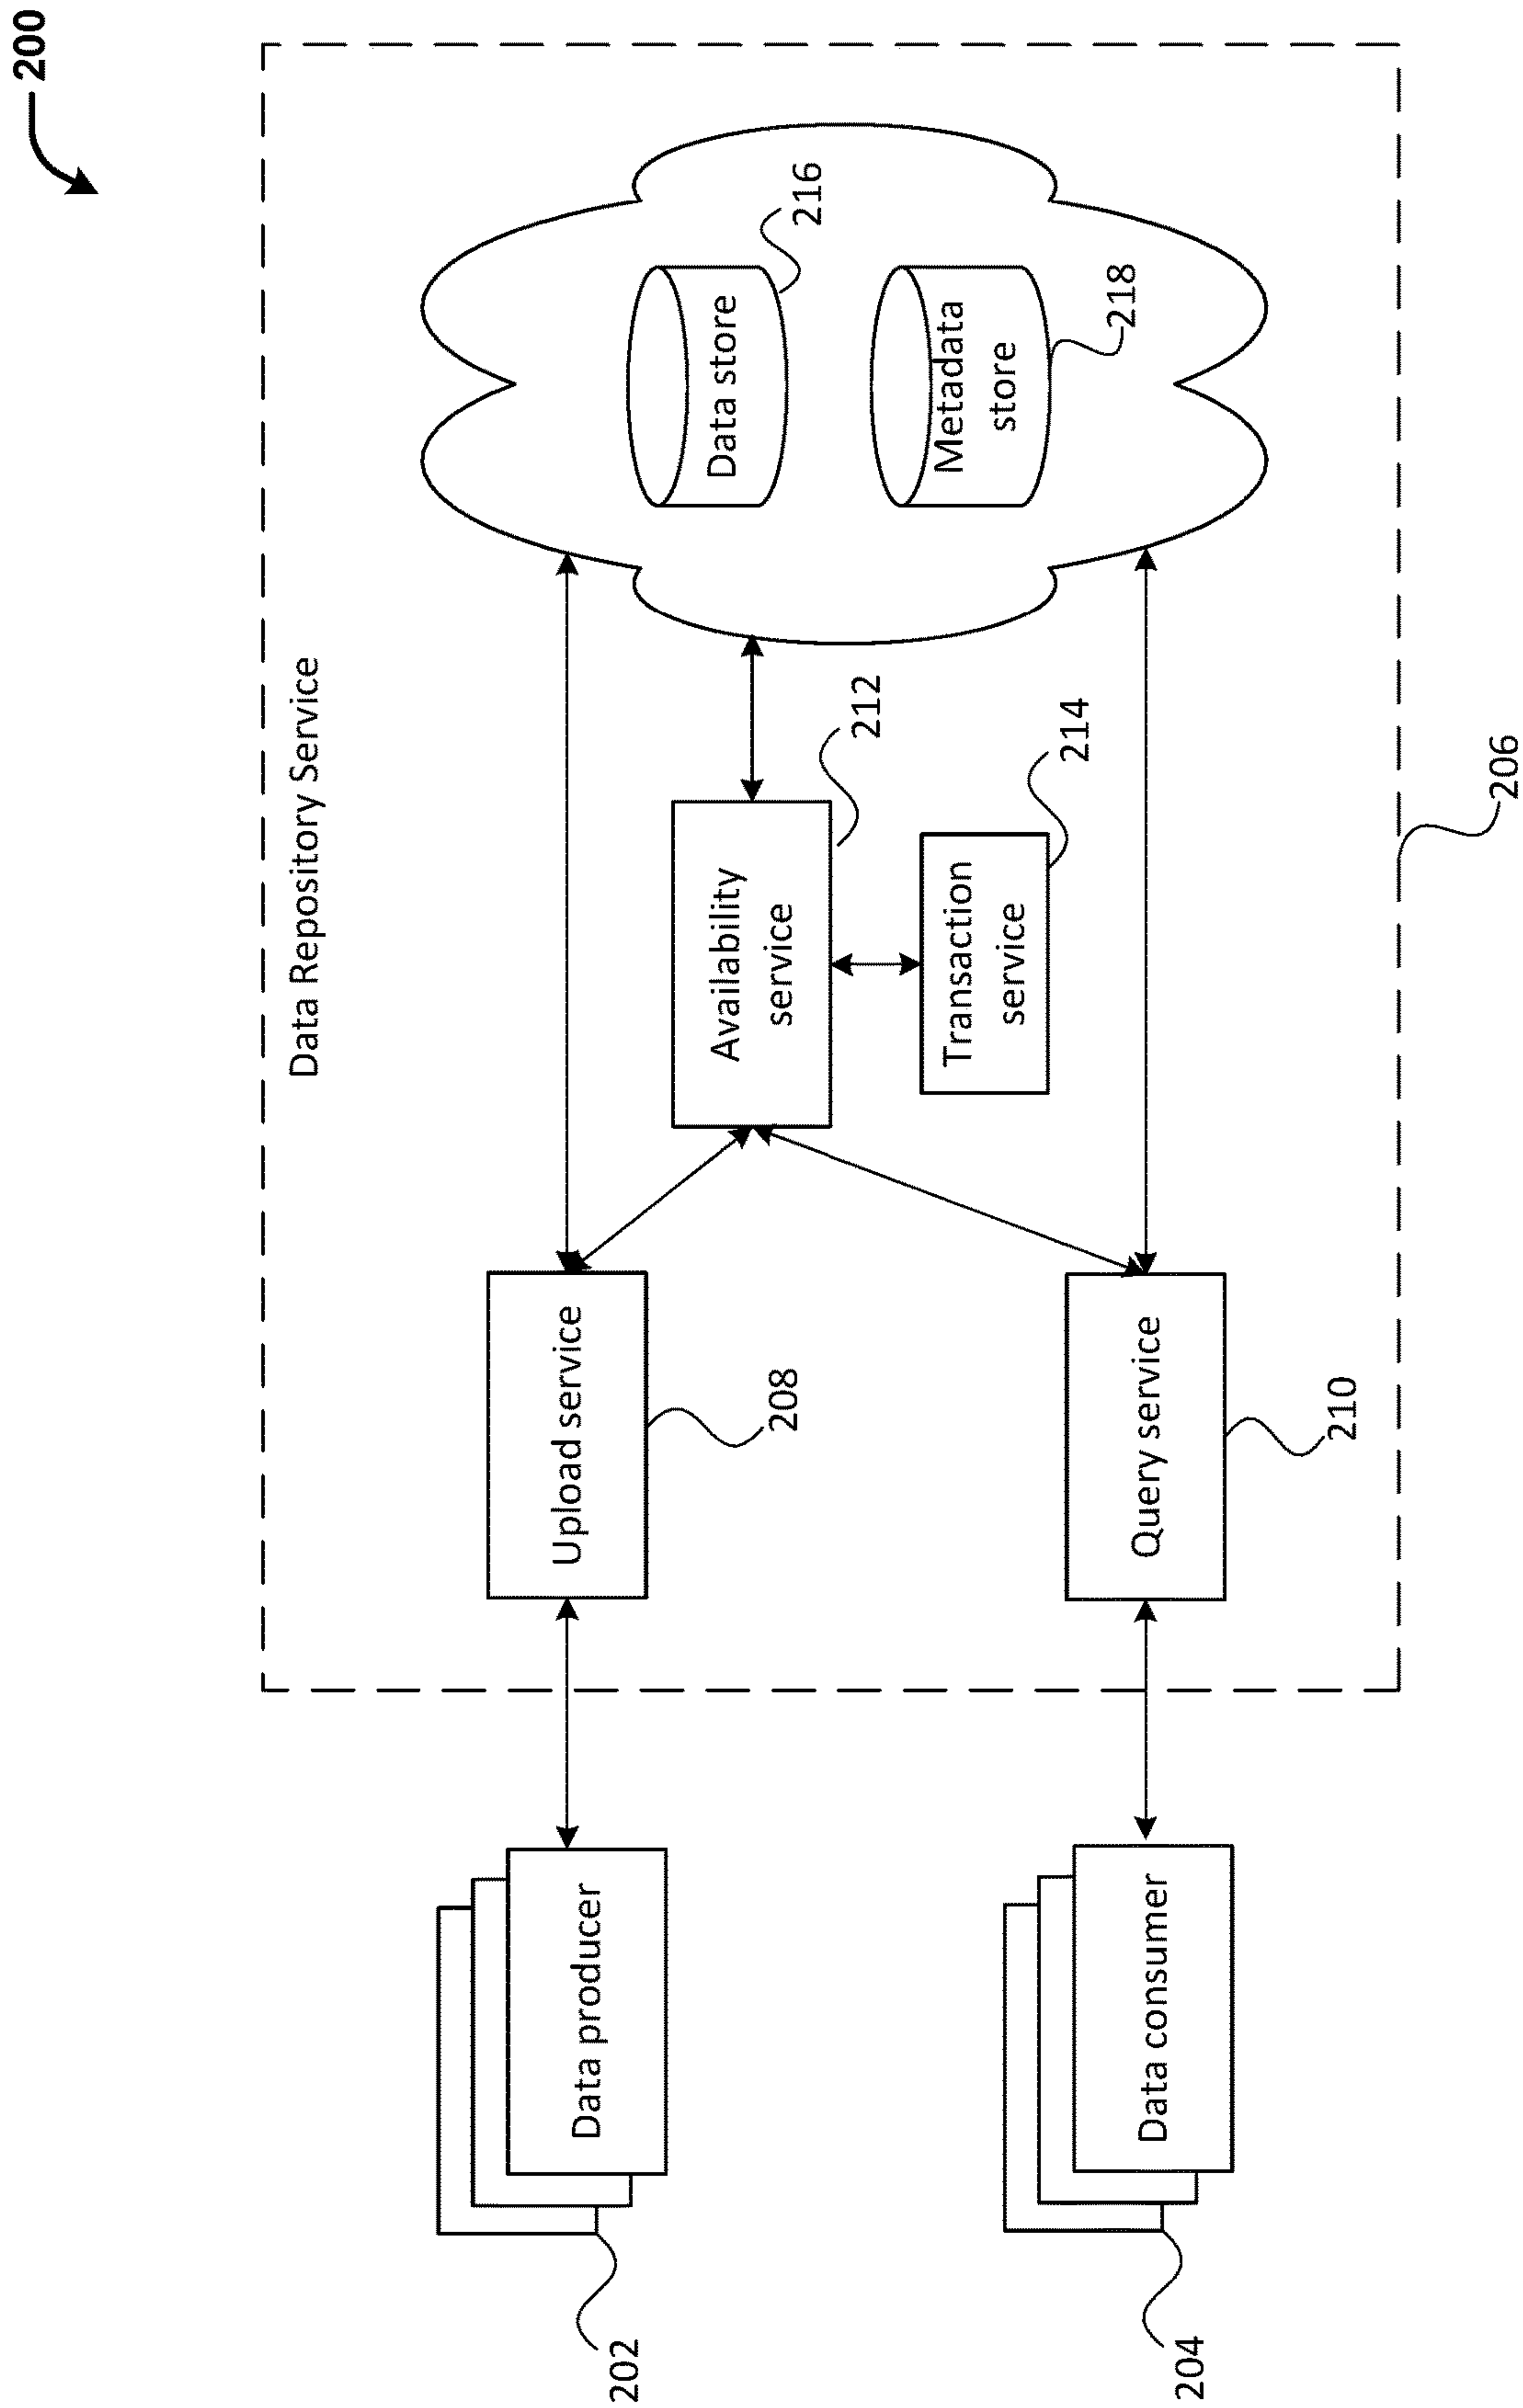 200
Data Repository Service
Data producer
202
Upload service
208
Availability
service
212
Transaction
service
214
Data store
216
Metadata
store
218
Data consumer
204
Query service
210
206